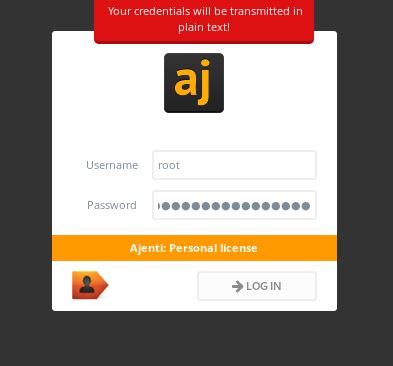 Your credentials will be transmitted in
plain text!
aj
Username root
Password
Ajenti: Personal license
LOG IN